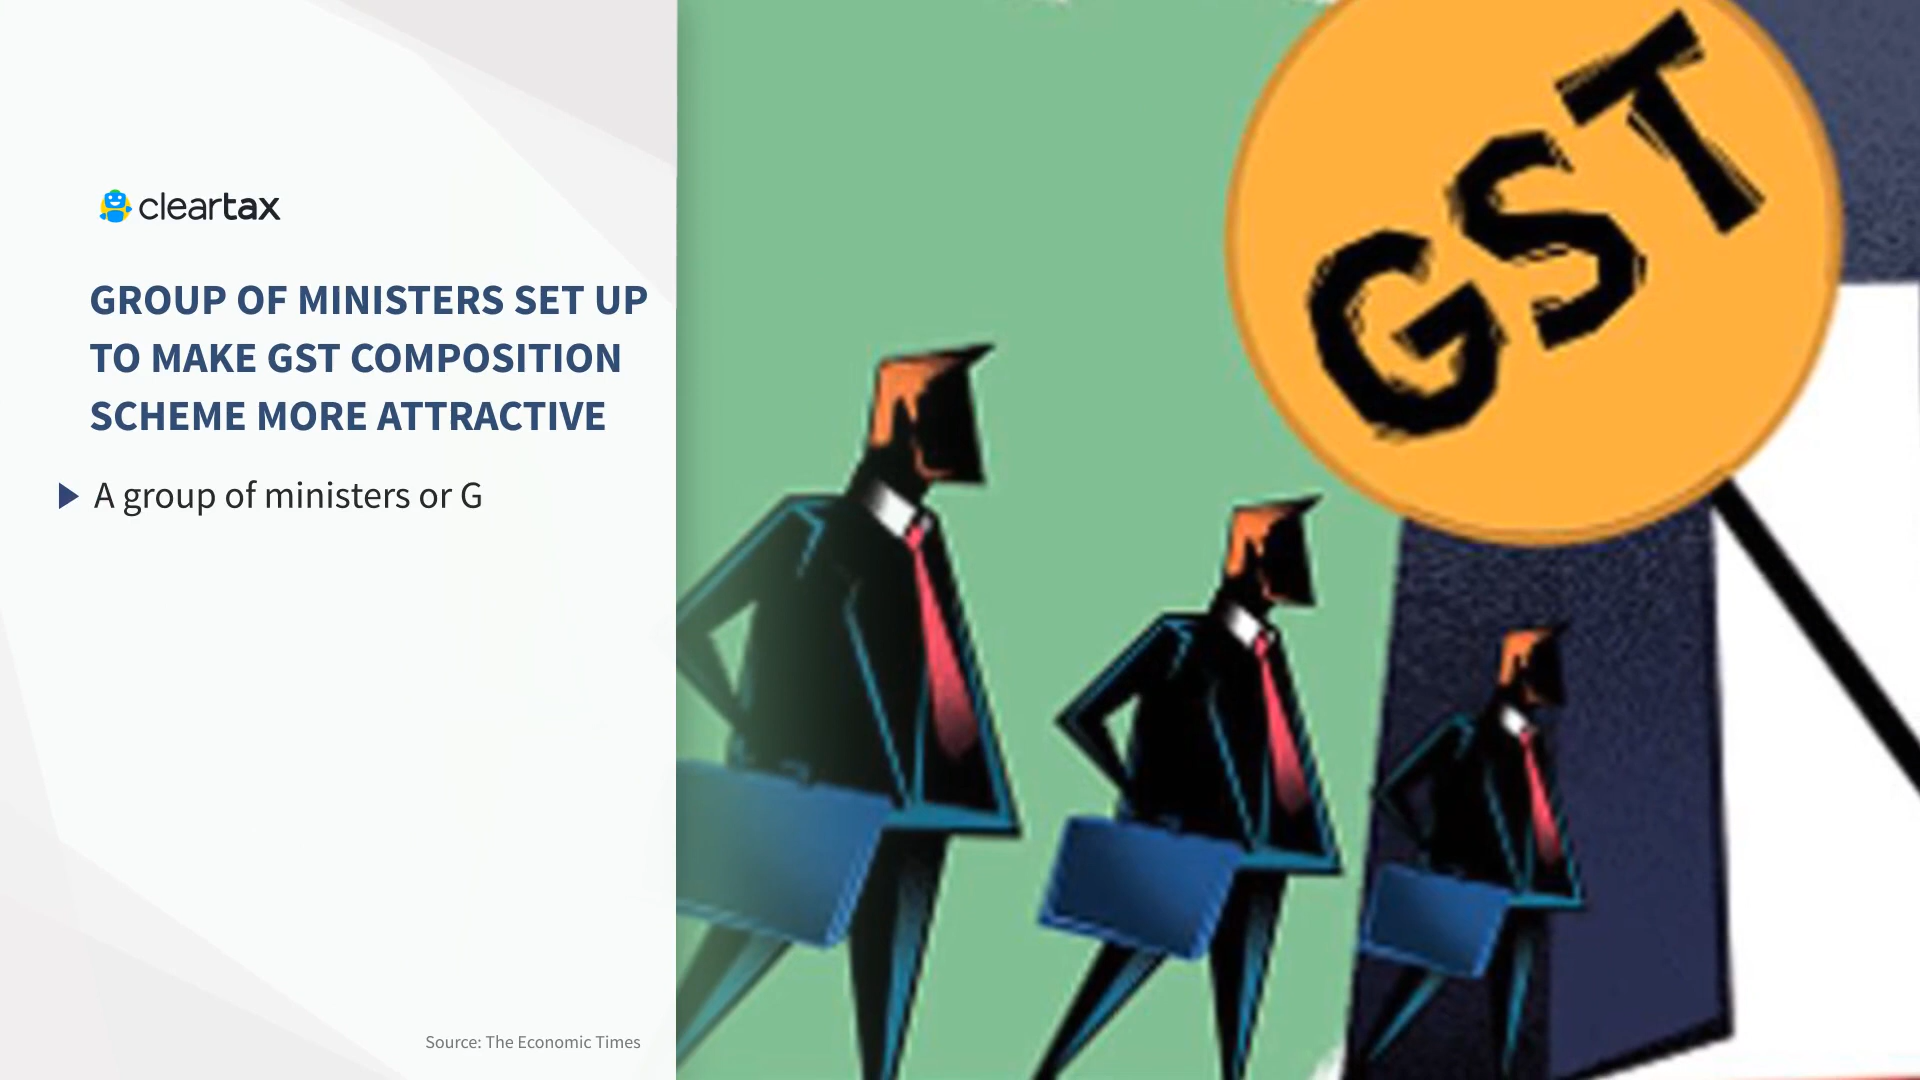 cleartax
GROUP OF MINISTERS SET UP
TO MAKE GST COMPOSITION
SCHEME MORE ATTRACTIVE
A group of ministers or G
Source: The Economic Times
GST